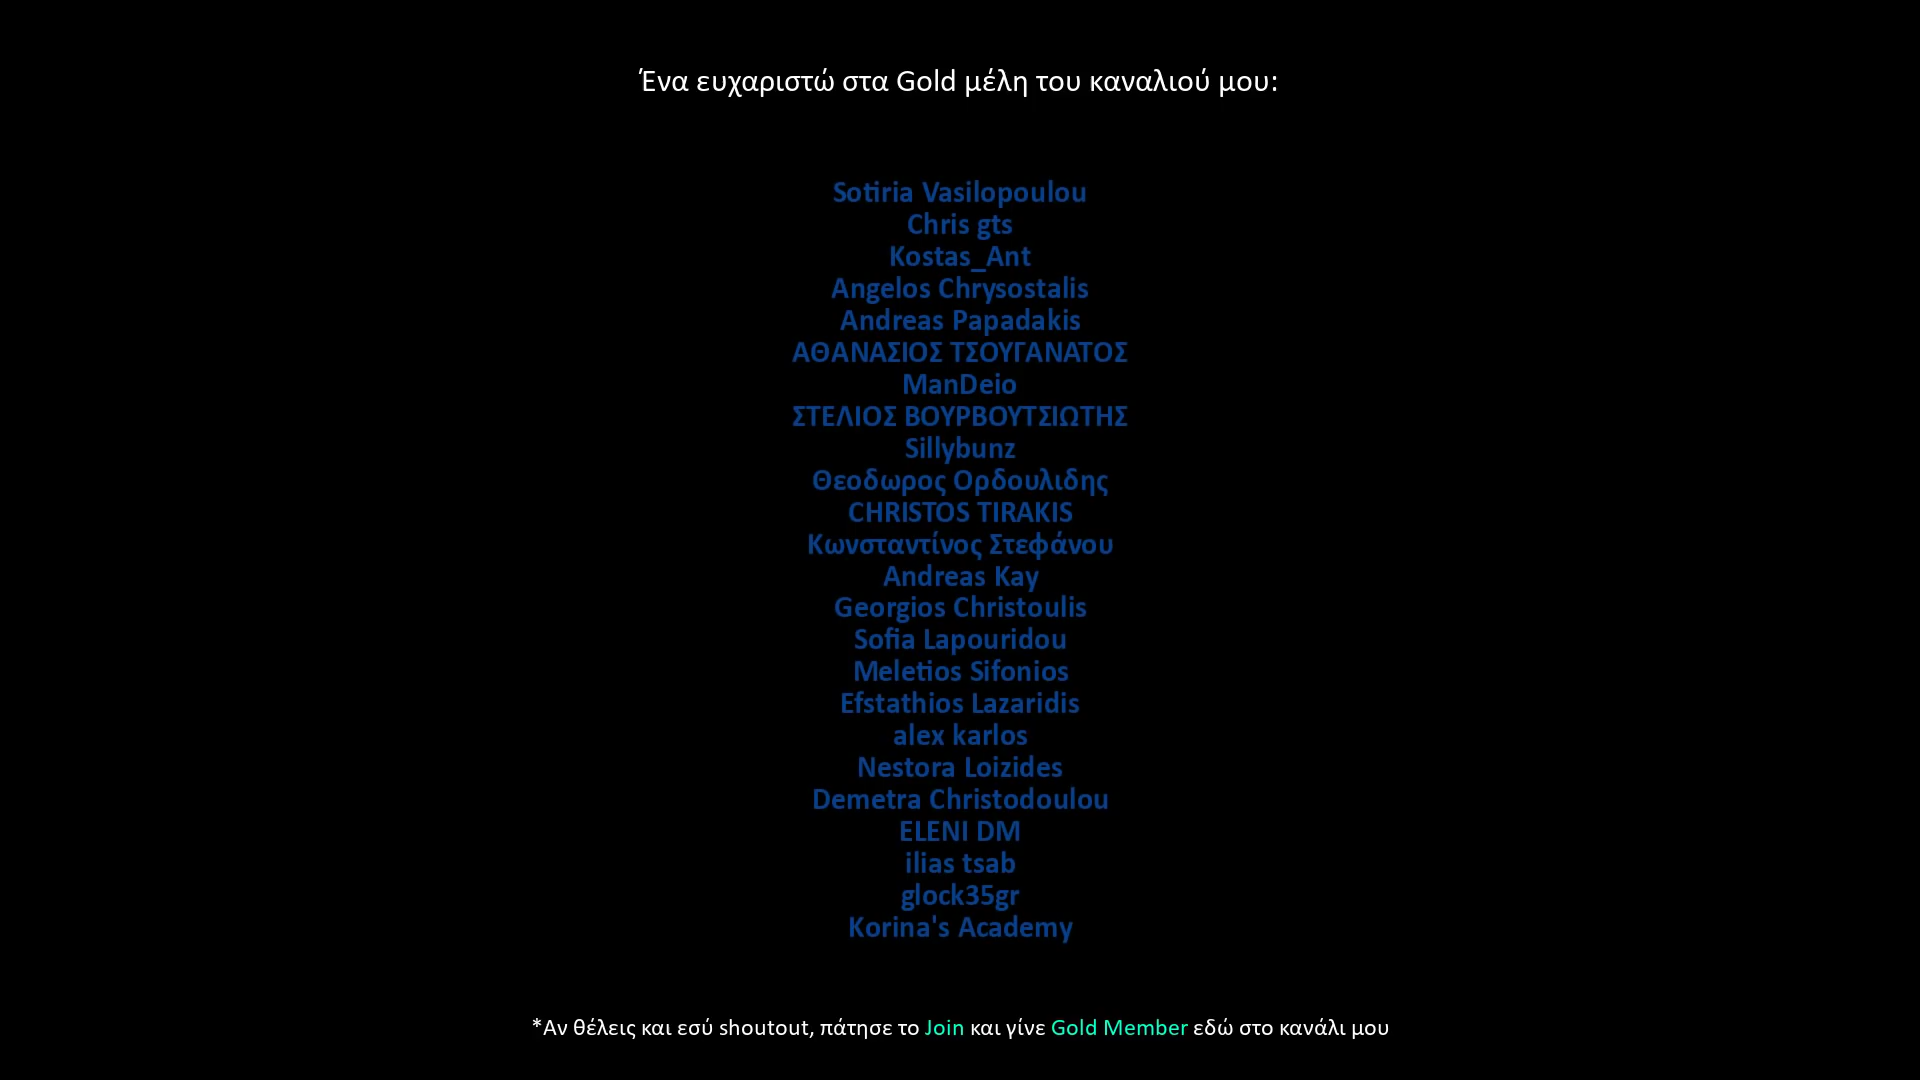 Ένα ευχαριστώ στα Gold μέλη του καναλιού μου:
Sotiria Vasilopoulou
Chris gts
Kostas_Ant
Angelos Chrysostalis
Andreas Papadakis
ΑΘΑΝΑΣΙΟΣ ΤΣΟΥΓΑΝΑΤΟΣ
ManDeio
ΣΤΕΛΙΟΣ ΒΟΥΡΒΟΥΤΣΙΩΤΗΣ
Sillybunz
Θεοδωρος Ορδουλιδης
CHRISTOS TIRAKIS
Κωνσταντίνος Στεφάνου
Andreas Kay
Georgios Christoulis
Sofia Lapouridou
Meletios Sifonios
Efstathios Lazaridis
alex karlos
Nestora Loizides
Demetra Christodoulou
ELENI DM
ilias tsab
glock35gr
Korina's Academy
*Αν θέλεις και εσύ shoutout, πάτησε το Join και γίνε Gold Member εδώ στο κανάλι μου